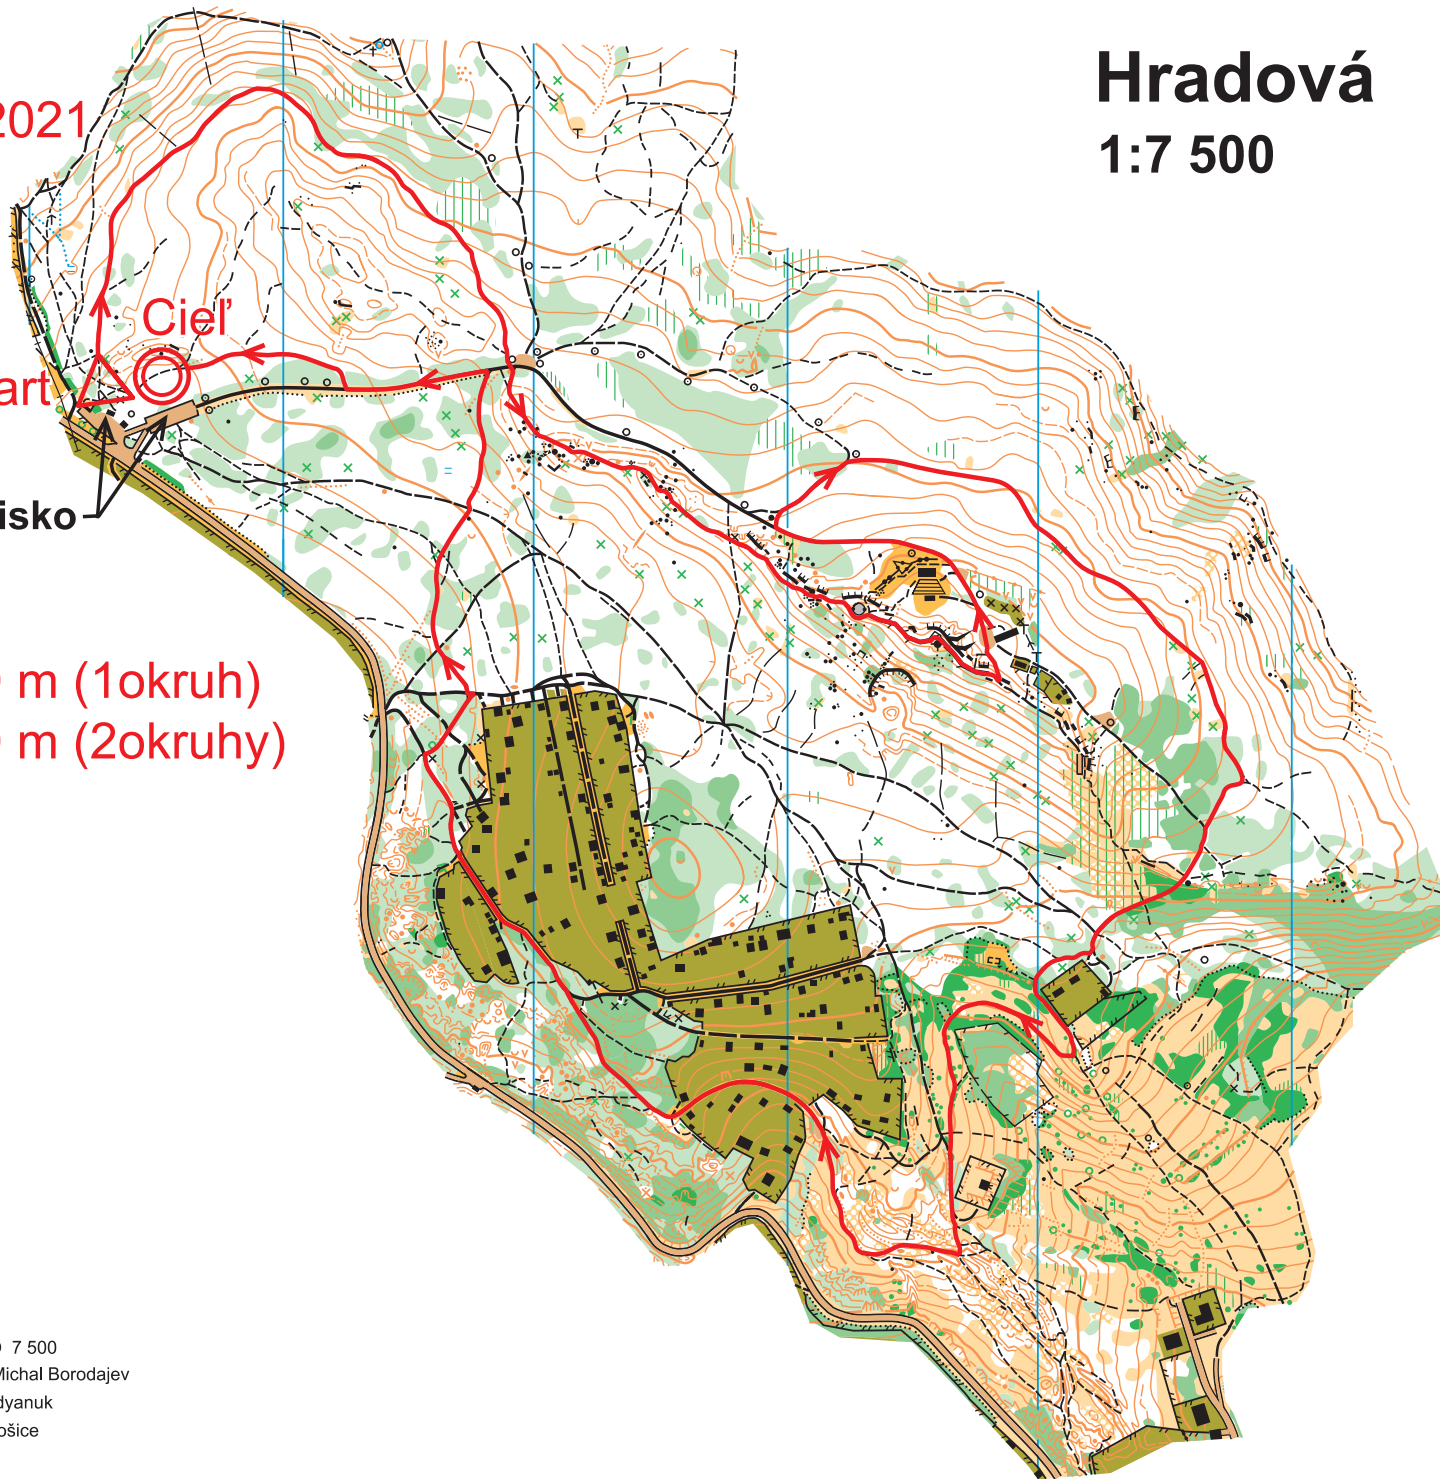 Hradová
1:7 500
2021
Cieľ
art
isko
m (1okruh)
m (2okruhy)
7 500
Michal Borodajev
dyanuk
ošice